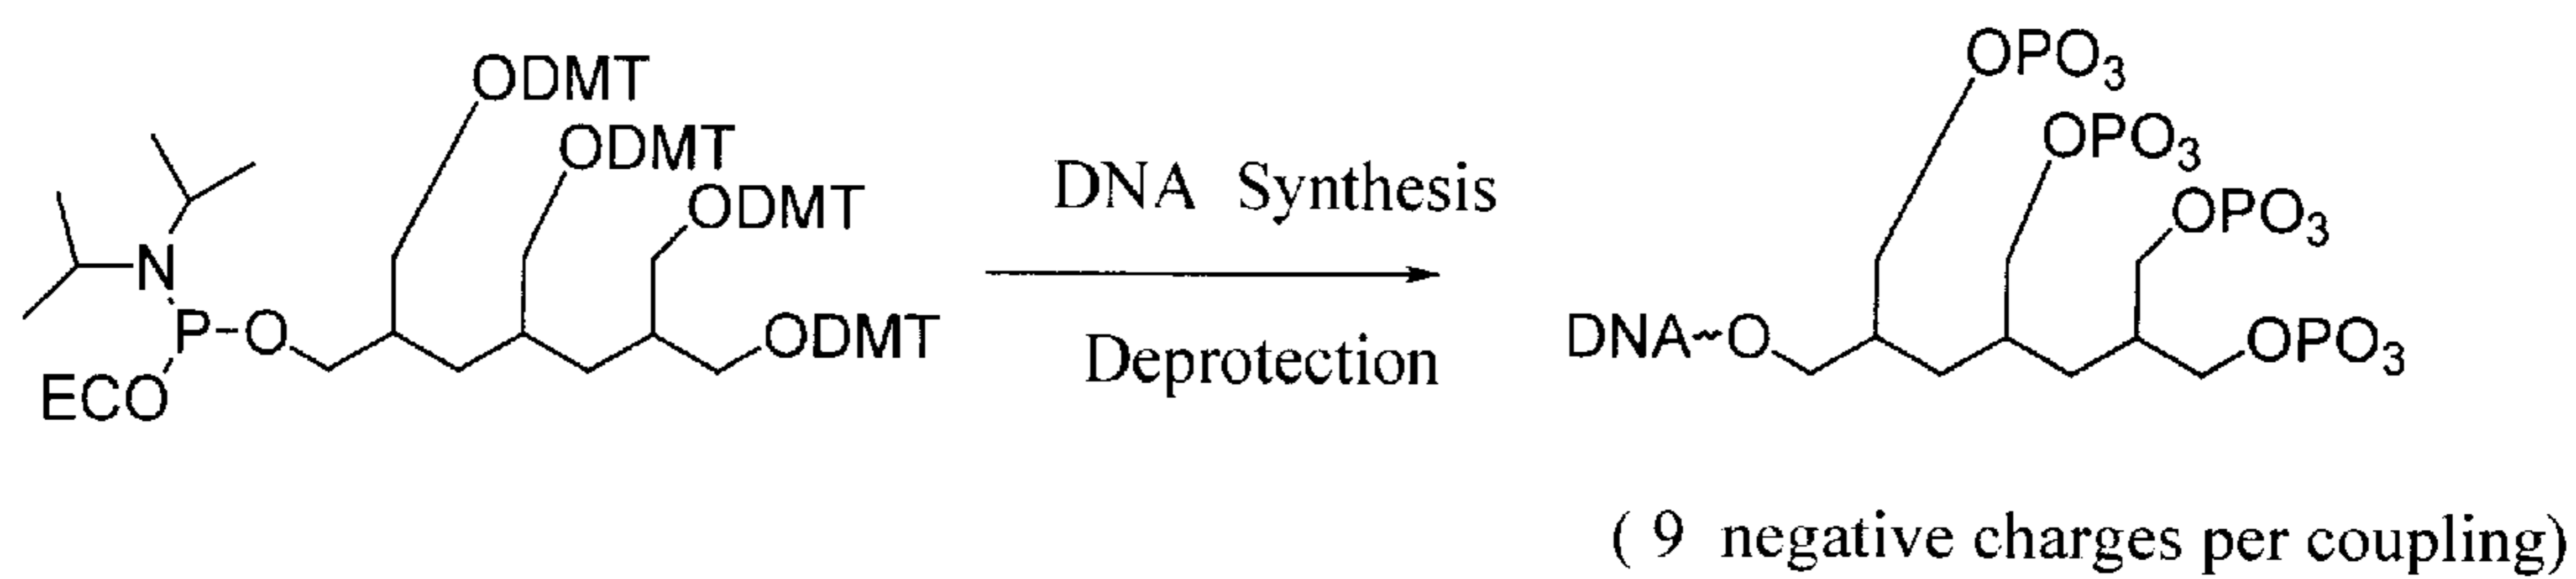 ODMT
ODMT
ODMT
N
P-O
ODMT
ECO
DNA Synthesis
Deprotection
OPO₃
OPO₃
OPO₃
DNA~O
OPO₃
( 9 negative charges per coupling)